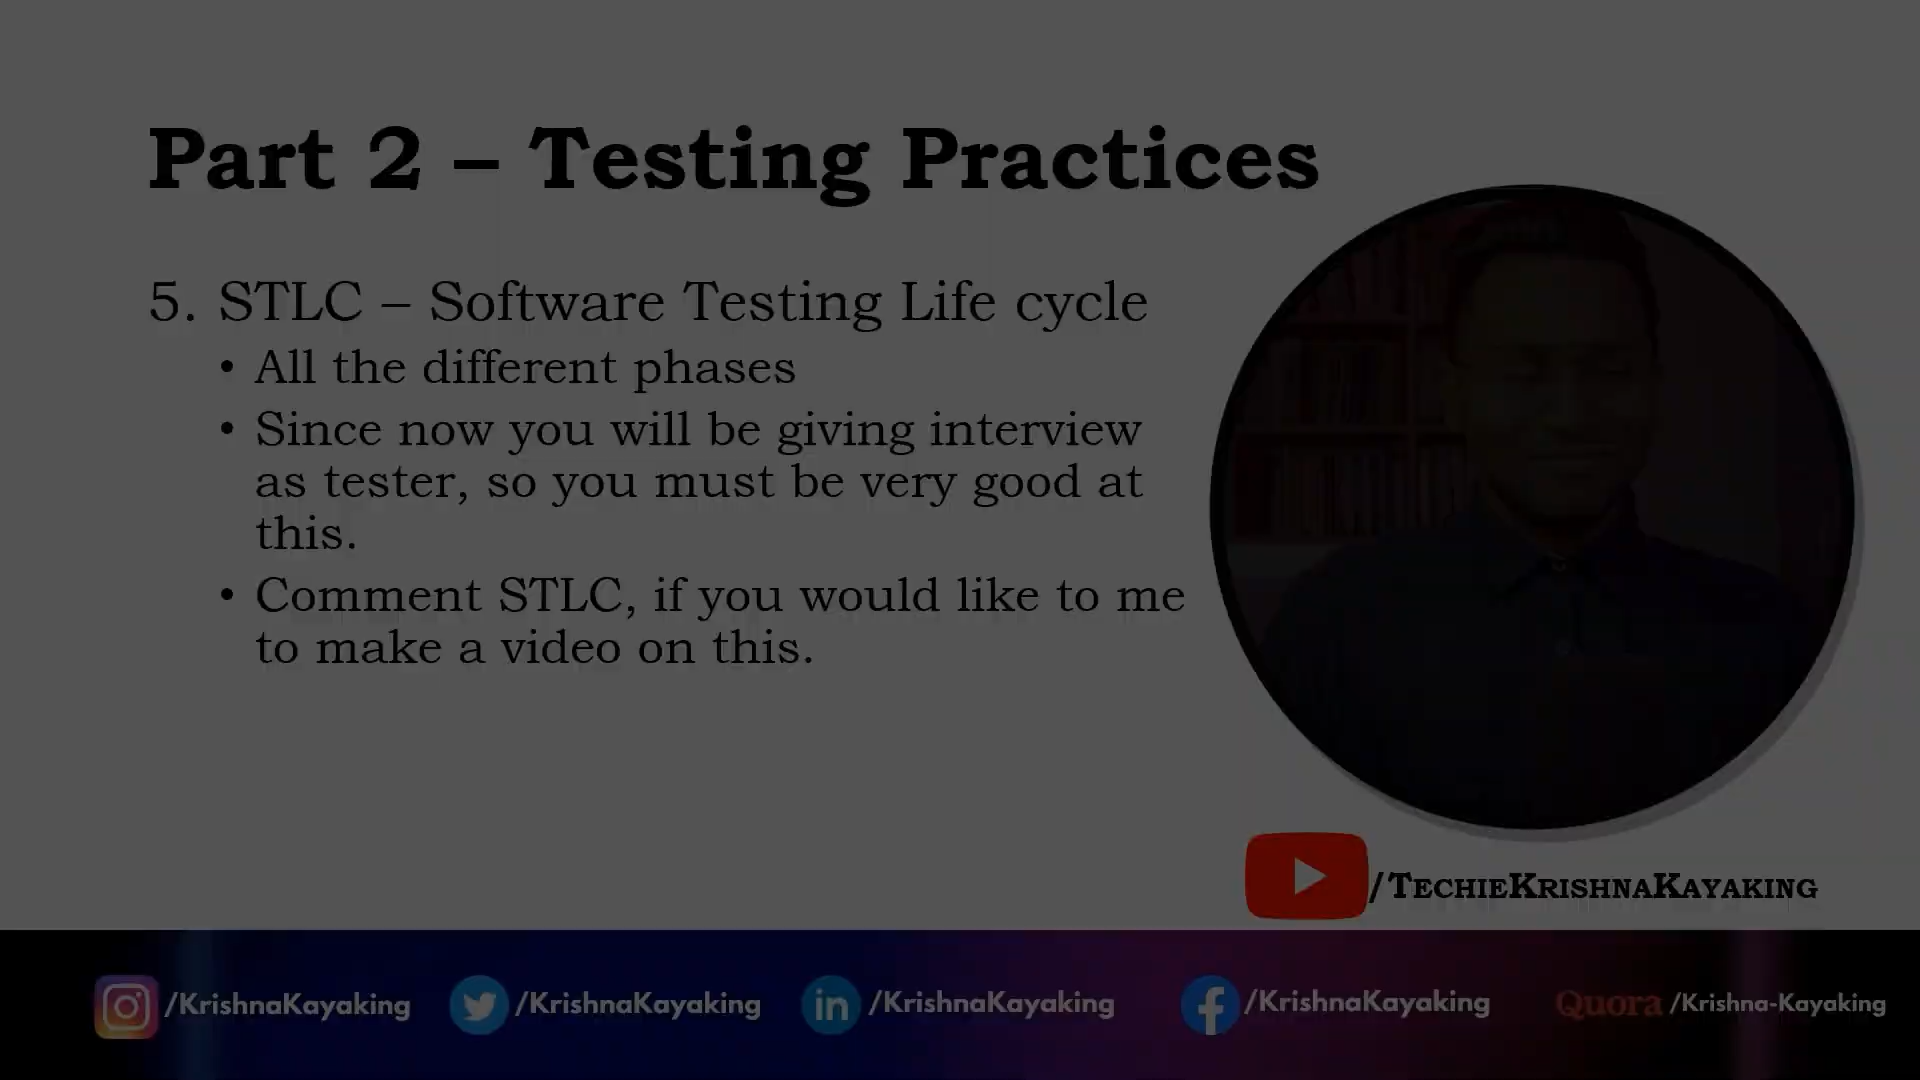 Part 2 – Testing Practices
5. STLC – Software Testing Life cycle
• All the different phases
• Since now you will be giving interview
as tester, so you must be very good at
this.
• Comment STLC, if you would like to me
to make a video on this.
/TECHIEKRISHNAKAYAKING
/KrishnaKayaking
/KrishnaKayaking
in /KrishnaKayaking
/KrishnaKayaking
Quora /Krishna-Kayaking